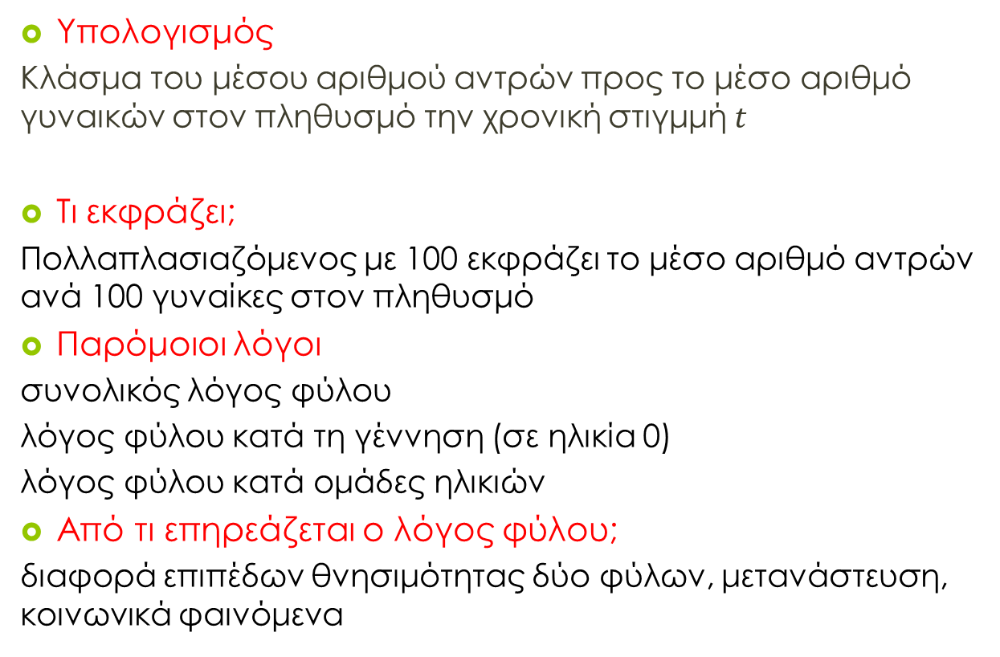 Υπολογισμός
Κλάσμα του μέσου αριθμού αντρών προς το μέσο αριθμό
γυναικών στον πληθυσμό την χρονική στιγμμή t
Τι εκφράζει;
Πολλαπλασιαζόμενος με 100 εκφράζει το μέσο αριθμό αντρών
ανά 100 γυναίκες στον πληθυσμό
Παρόμοιοι λόγοι
συνολικός λόγος φύλου
λόγος φύλου κατά τη γέννηση (σε ηλικία 0)
λόγος φύλου κατά ομάδες ηλικιών
Από τι επηρεάζεται ο λόγος φύλου;
διαφορά επιπέδων θνησιμότητας δύο φύλων, μετανάστευση,
κοινωνικά φαινόμενα